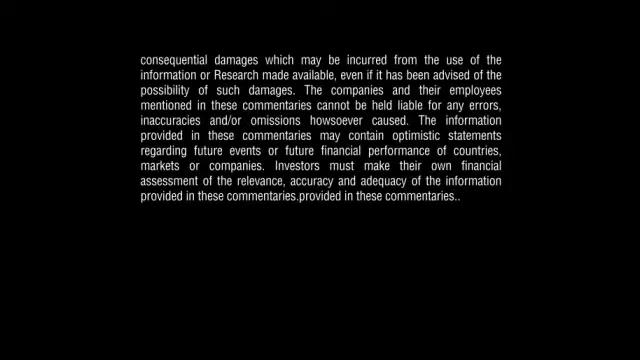 consequential damages which may be incurred from the use of the
information or Research made available, even if it has been advised of the
possibility of such damages. The companies and their employees
mentioned in these commentaries cannot be held liable for any errors,
inaccuracies and/or omissions howsoever caused. The information
provided in these commentaries may contain optimistic statements
regarding future events or future financial performance of countries,
markets or companies. Investors must make their own financial
assessment of the relevance, accuracy and adequacy of the information
provided in these commentaries.provided in these commentaries..